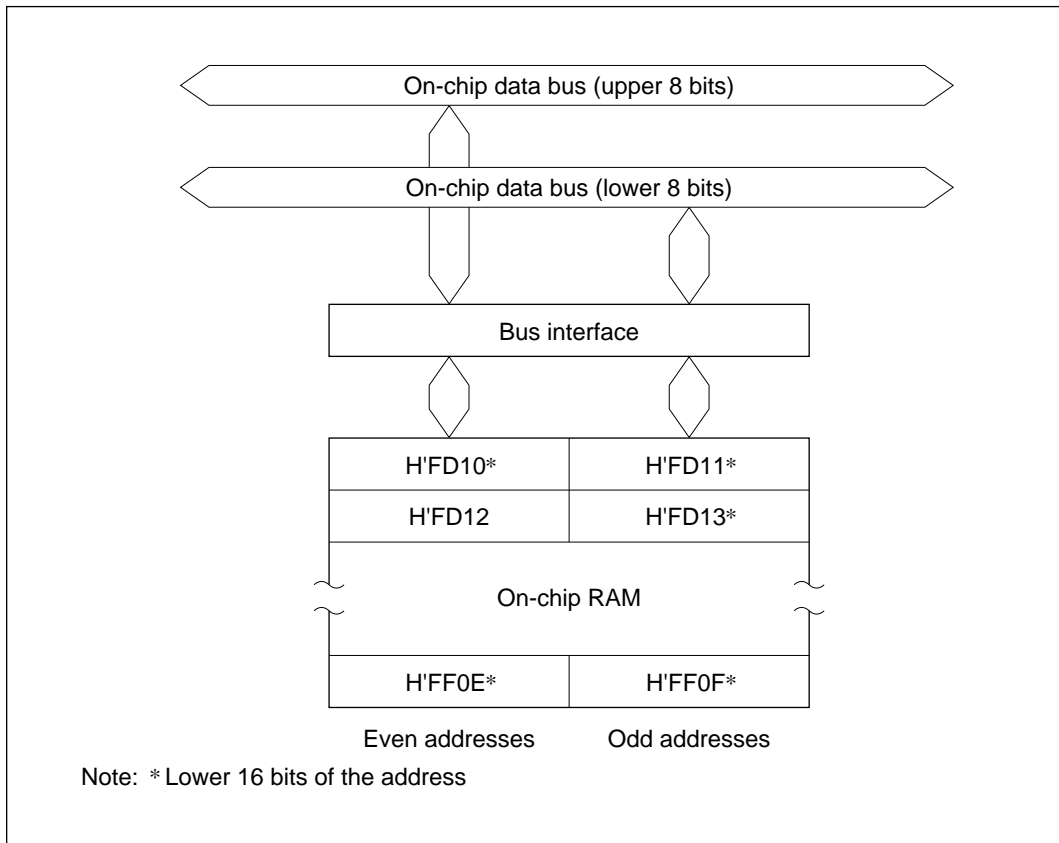 On-chip data bus (upper 8 bits)
On-chip data bus (lower 8 bits)
Bus interface
H'FD10* H'FD11*
H'FD12 H'FD13*
On-chip RAM
H'FF0E* H'FF0F*
Even addresses Odd addresses
Note: * Lower 16 bits of the address